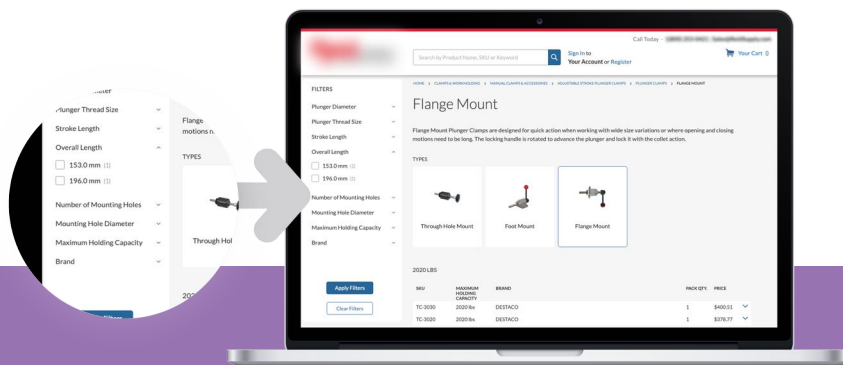 Plunger Thread Size
Stroke Length
Overall Length
153.0 mm (1)
196.0 mm (1)
Number of Mounting Holes
Mounting Hole Diameter
Maximum Holding Capacity
Brand
Flange
motions n
TYPES
Through Hol
202
Call Today -
Search by Product Name, SKU or Keyword
Sign In to
Your Account or Register
Your Cart 0
HOME > CLAMPS & WORKHOLDING > MANUAL CLAMPS & ACCESSORIES > ADJUSTABLE STROKE PLUNGER CLAMPS > PLUNGER CLAMPS > FLANGE MOUNT
FILTERS
Plunger Diameter
Plunger Thread Size
Stroke Length
Overall Length
153.0 mm (1)
196.0 mm (1)
Number of Mounting Holes
Mounting Hole Diameter
Maximum Holding Capacity
Brand
Apply Filters
Clear Filters
Flange Mount
Flange Mount Plunger Clamps are designed for quick action when working with wide size variations or where opening and closing
motions need to be long. The locking handle is rotated to advance the plunger and lock it with the collet action.
TYPES
Through Hole Mount
Foot Mount
Flange Mount
2020 LBS
SKU MAXIMUM HOLDING CAPACITY BRAND PACK QTY. PRICE
TC-3030 2020 lbs DESTACO 1 $400.51
TC-3020 2020 lbs DESTACO 1 $378.77